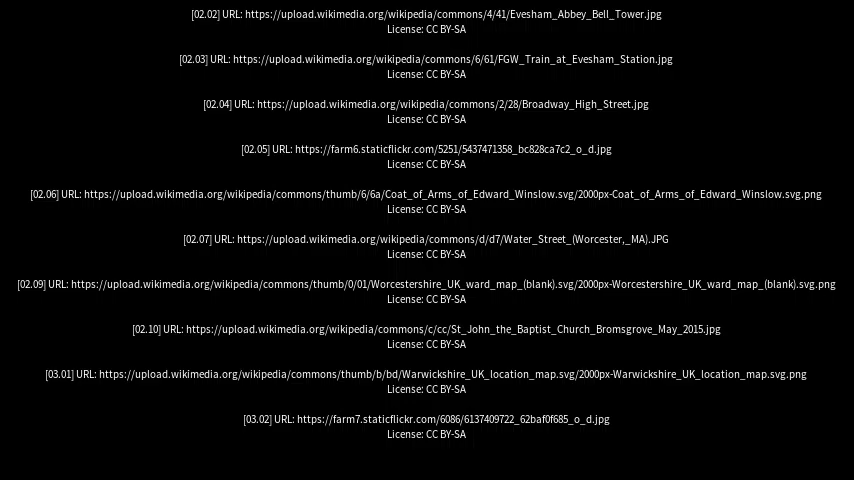 [02.02] URL: https://upload.wikimedia.org/wikipedia/commons/4/41/Evesham_Abbey_Bell_Tower.jpg
License: CC BY-SA
[02.03] URL: https://upload.wikimedia.org/wikipedia/commons/6/61/FGW_Train_at_Evesham_Station.jpg
License: CC BY-SA
[02.04] URL: https://upload.wikimedia.org/wikipedia/commons/2/28/Broadway_High_Street.jpg
License: CC BY-SA
[02.05] URL: https://farm6.staticflickr.com/5251/5437471358_bc828ca7c2_o_d.jpg
License: CC BY-SA
[02.06] URL: https://upload.wikimedia.org/wikipedia/commons/thumb/6/6a/Coat_of_Arms_of_Edward_Winslow.svg/2000px-Coat_of_Arms_of_Edward_Winslow.svg.png
License: CC BY-SA
[02.07] URL: https://upload.wikimedia.org/wikipedia/commons/d/d7/Water_Street_(Worcester,_MA).JPG
License: CC BY-SA
[02.09] URL: https://upload.wikimedia.org/wikipedia/commons/thumb/0/01/Worcestershire_UK_ward_map_(blank).svg/2000px-Worcestershire_UK_ward_map_(blank).svg.png
License: CC BY-SA
[02.10] URL: https://upload.wikimedia.org/wikipedia/commons/c/cc/St_John_the_Baptist_Church_Bromsgrove_May_2015.jpg
License: CC BY-SA
[03.01] URL: https://upload.wikimedia.org/wikipedia/commons/thumb/b/bd/Warwickshire_UK_location_map.svg/2000px-Warwickshire_UK_location_map.svg.png
License: CC BY-SA
[03.02] URL: https://farm7.staticflickr.com/6086/6137409722_62baf0f685_o_d.jpg
License: CC BY-SA